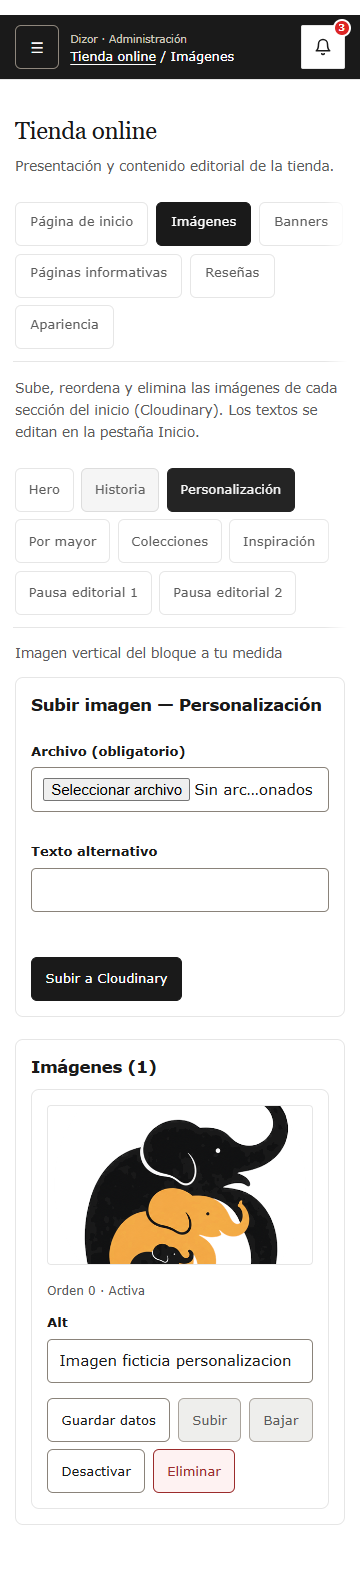 ☰
Dizor · Administración
Tienda online / Imágenes
3
Tienda online
Presentación y contenido editorial de la tienda.
Página de inicio
Imágenes
Banners
Páginas informativas
Reseñas
Apariencia
Sube, reordena y elimina las imágenes de cada
sección del inicio (Cloudinary). Los textos se
editan en la pestaña Inicio.
Hero
Historia
Personalización
Por mayor
Colecciones
Inspiración
Pausa editorial 1
Pausa editorial 2
Imagen vertical del bloque a tu medida
Subir imagen — Personalización
Archivo (obligatorio)
Seleccionar archivo Sin arc...onados
Texto alternativo
Subir a Cloudinary
Imágenes (1)
Orden 0 · Activa
Alt
Imagen ficticia personalizacion
Guardar datos
Subir
Bajar
Desactivar
Eliminar